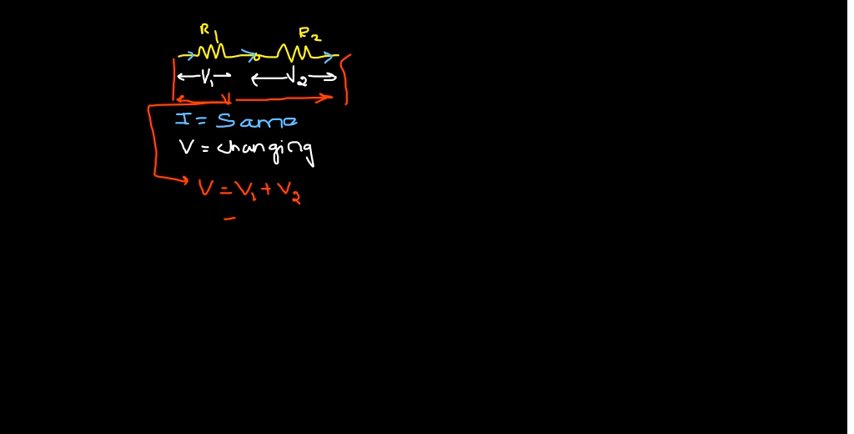 R1 R2
V1 V2
V
I = Same
V = changing
V = V1 + V2
=